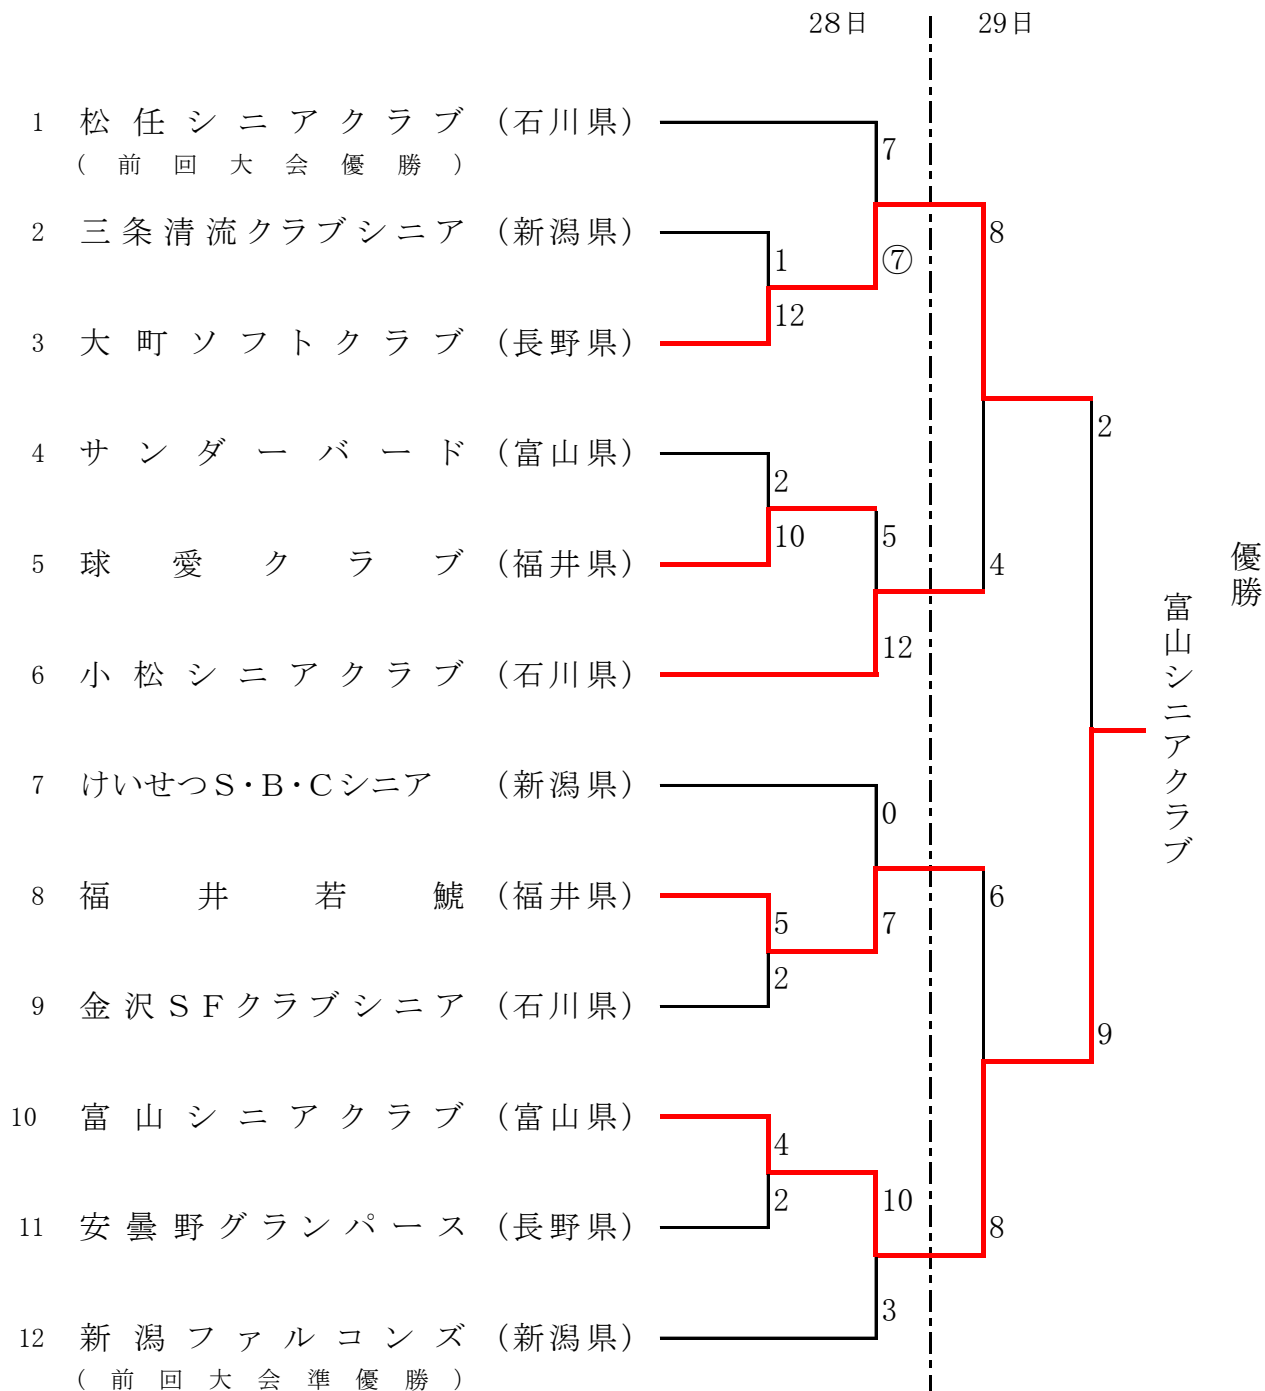 28日 29日
1 松任シニアクラブ (石川県)
(前回大会優勝)
7
2 三条清流クラブシニア (新潟県)
8
1
⑦
12
3 大町ソフトクラブ (長野県)
2
4 サンダーバード (富山県)
2
10
5
5 球愛クラブ (福井県)
4
優勝
富山シニアクラブ
12
6 小松シニアクラブ (石川県)
7 けいせつS・B・Cシニア (新潟県)
0
8 福井若鯱 (福井県)
6
5
7
2
9 金沢SFクラブシニア (石川県)
9
10 富山シニアクラブ (富山県)
4
2
10
11 安曇野グランパース (長野県)
8
3
12 新潟ファルコンズ (新潟県)
(前回大会準優勝)